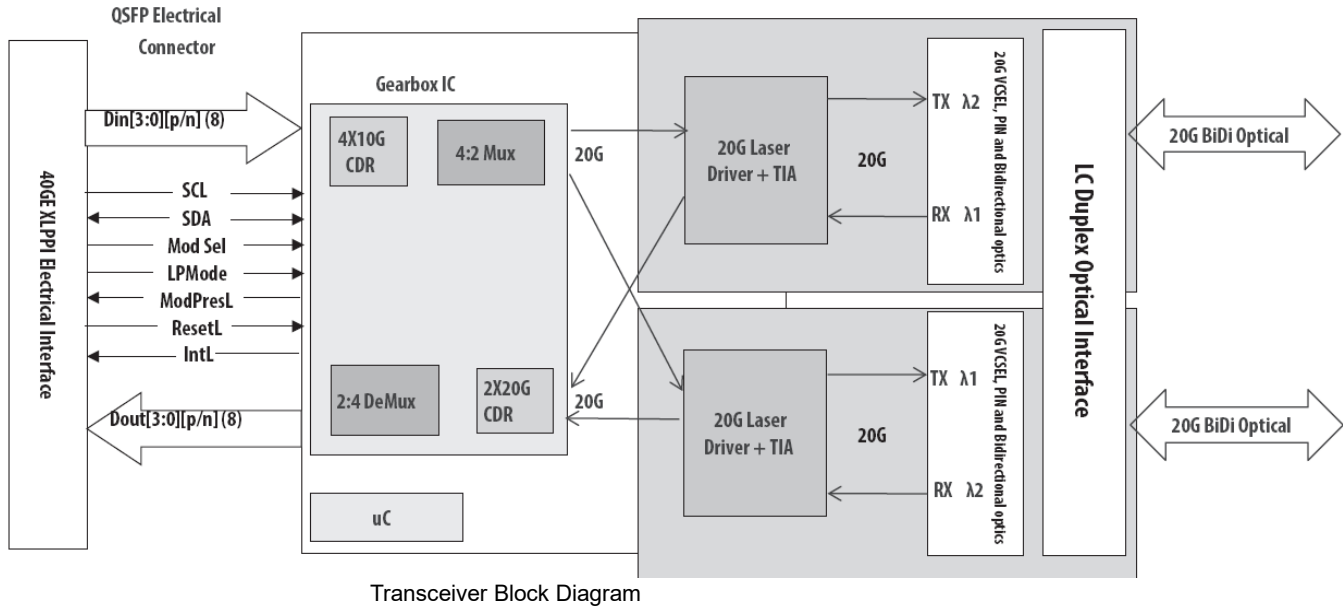 QSFP Electrical
Connector
40GE XLPPI Electrical Interface
Din[3:0][p/n] (8)
SCL
SDA
Mod Sel
LPMode
ModPresL
ResetL
IntL
Dout[3:0][p/n] (8)
Gearbox IC
4X10G
CDR
4:2 Mux
2:4 DeMux
2X20G
CDR
uC
20G
20G
20G Laser
Driver + TIA
20G
TX λ2
RX λ1
20G VCSEL, PIN and Bidirectional optics
20G Laser
Driver + TIA
20G
TX λ1
RX λ2
20G VCSEL, PIN and Bidirectional optics
LC Duplex Optical Interface
20G BiDi Optical
20G BiDi Optical
Transceiver Block Diagram